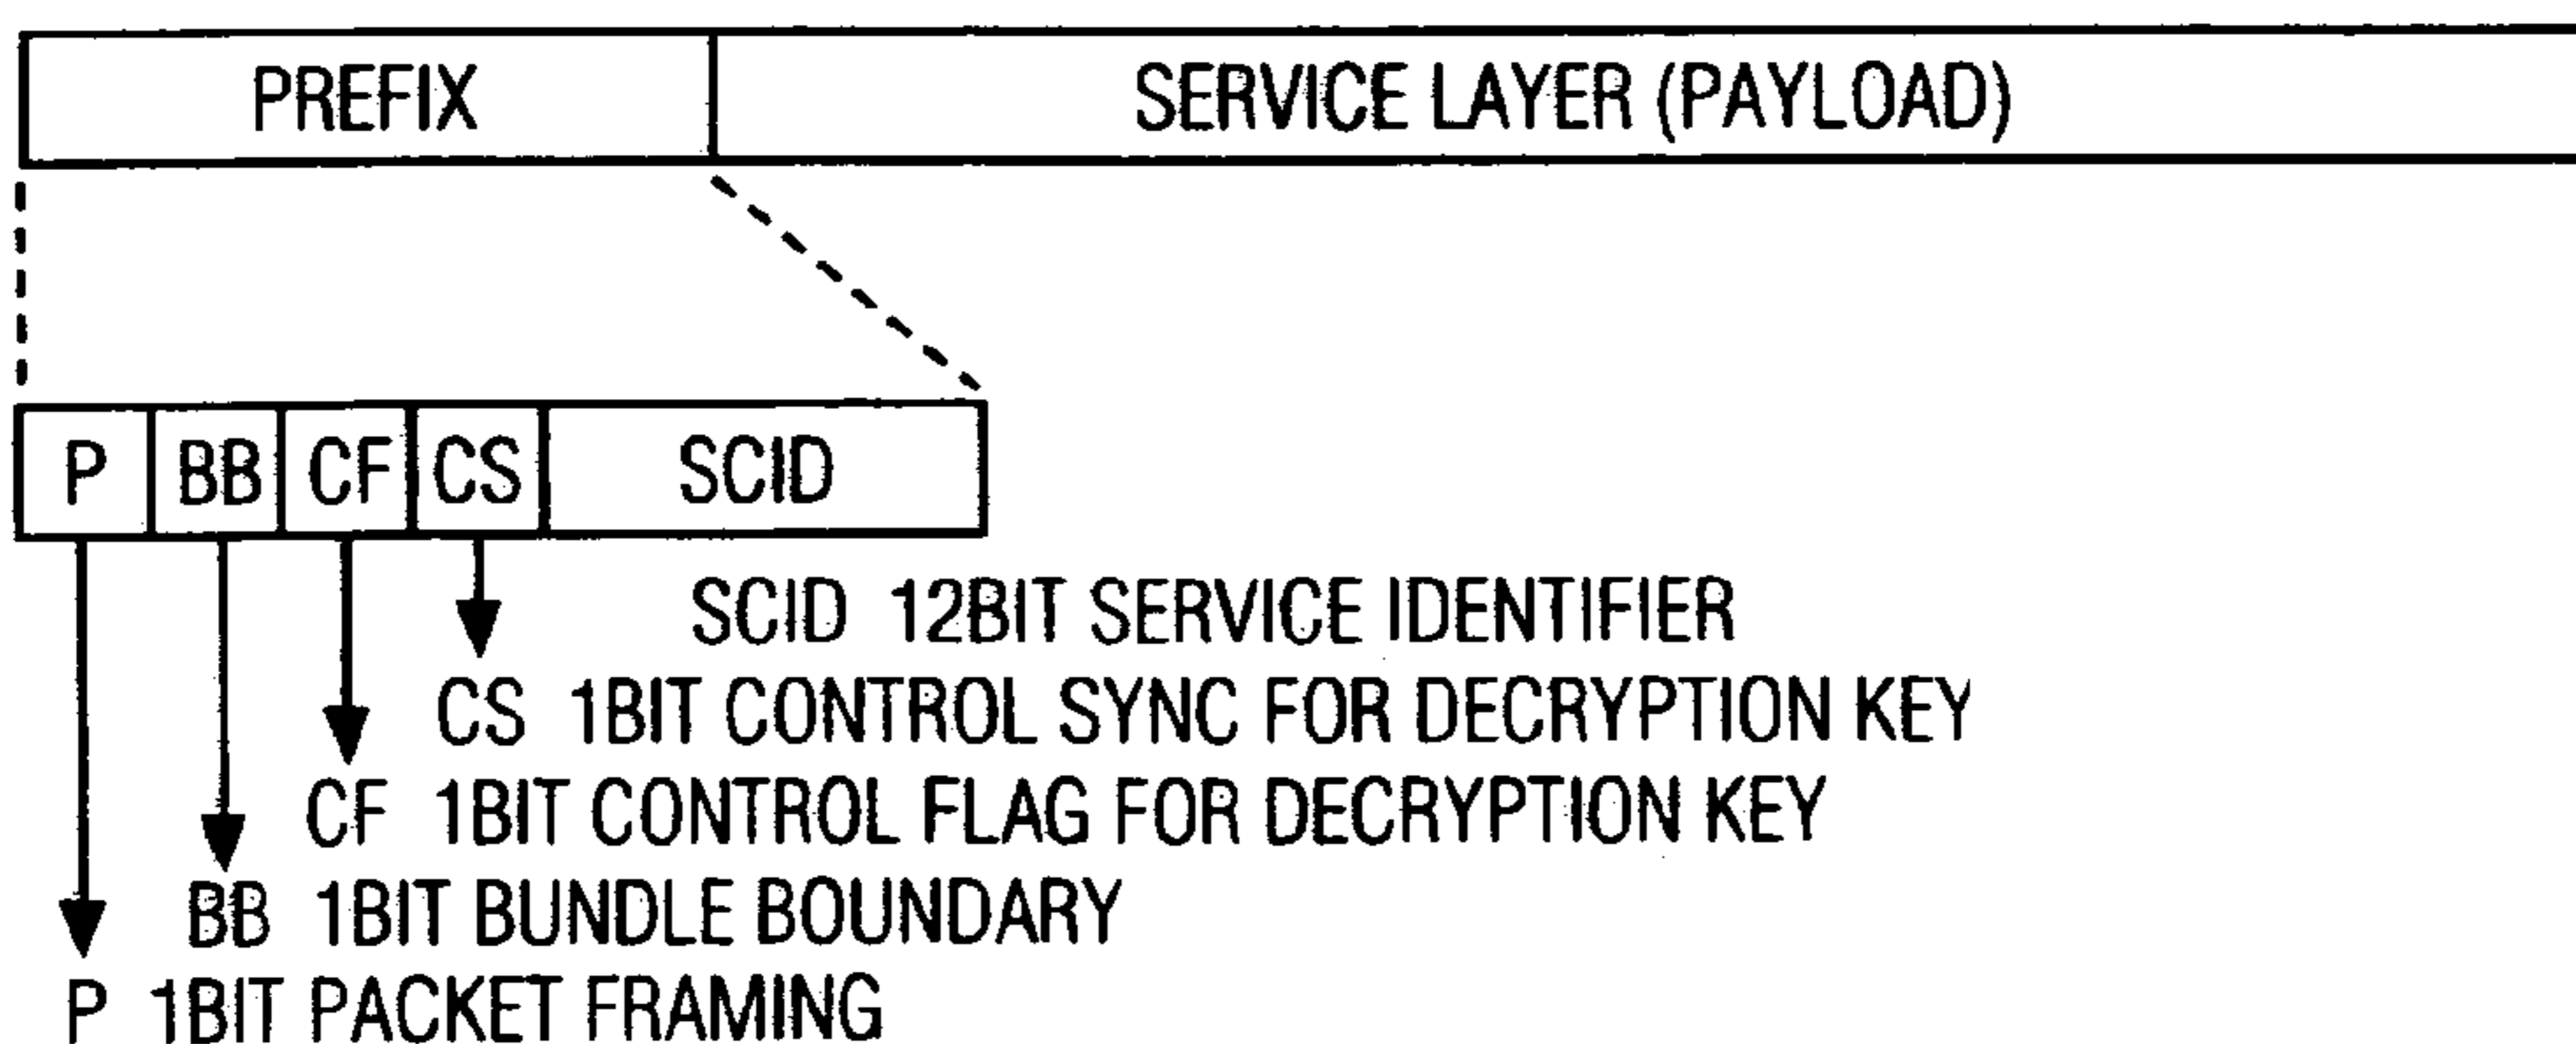 PREFIX SERVICE LAYER (PAYLOAD)
P BB CF CS SCID
SCID 12BIT SERVICE IDENTIFIER
CS 1BIT CONTROL SYNC FOR DECRYPTION KEY
CF 1BIT CONTROL FLAG FOR DECRYPTION KEY
BB 1BIT BUNDLE BOUNDARY
P 1BIT PACKET FRAMING